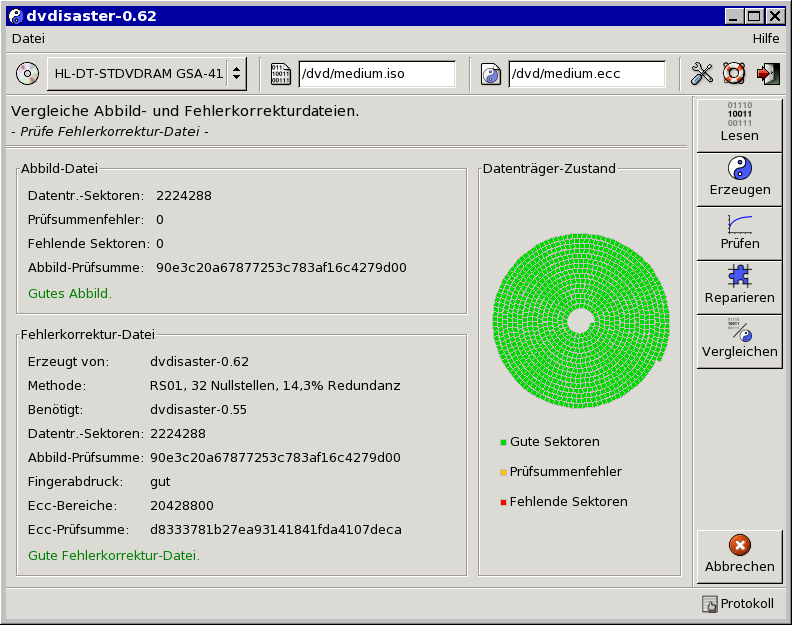 dvdisaster-0.62
Datei Hilfe
HL-DT-STDVDRAM GSA-41 /dvd/medium.iso /dvd/medium.ecc
Vergleiche Abbild- und Fehlerkorrekturdateien.
- Prüfe Fehlerkorrektur-Datei -
Abbild-Datei
Datentr.-Sektoren: 2224288
Prüfsummenfehler: 0
Fehlende Sektoren: 0
Abbild-Prüfsumme: 90e3c20a67877253c783af16c4279d00
Gutes Abbild.
Fehlerkorrektur-Datei
Erzeugt von: dvdisaster-0.62
Methode: RS01, 32 Nullstellen, 14,3% Redundanz
Benötigt: dvdisaster-0.55
Datentr.-Sektoren: 2224288
Abbild-Prüfsumme: 90e3c20a67877253c783af16c4279d00
Fingerabdruck: gut
Ecc-Bereiche: 20428800
Ecc-Prüfsumme: d8333781b27ea93141841fda4107deca
Gute Fehlerkorrektur-Datei.
Datenträger-Zustand
Gute Sektoren
Prüfsummenfehler
Fehlende Sektoren
01110
10011
00111
Lesen
Erzeugen
Prüfen
Reparieren
Vergleichen
Abbrechen
Protokoll